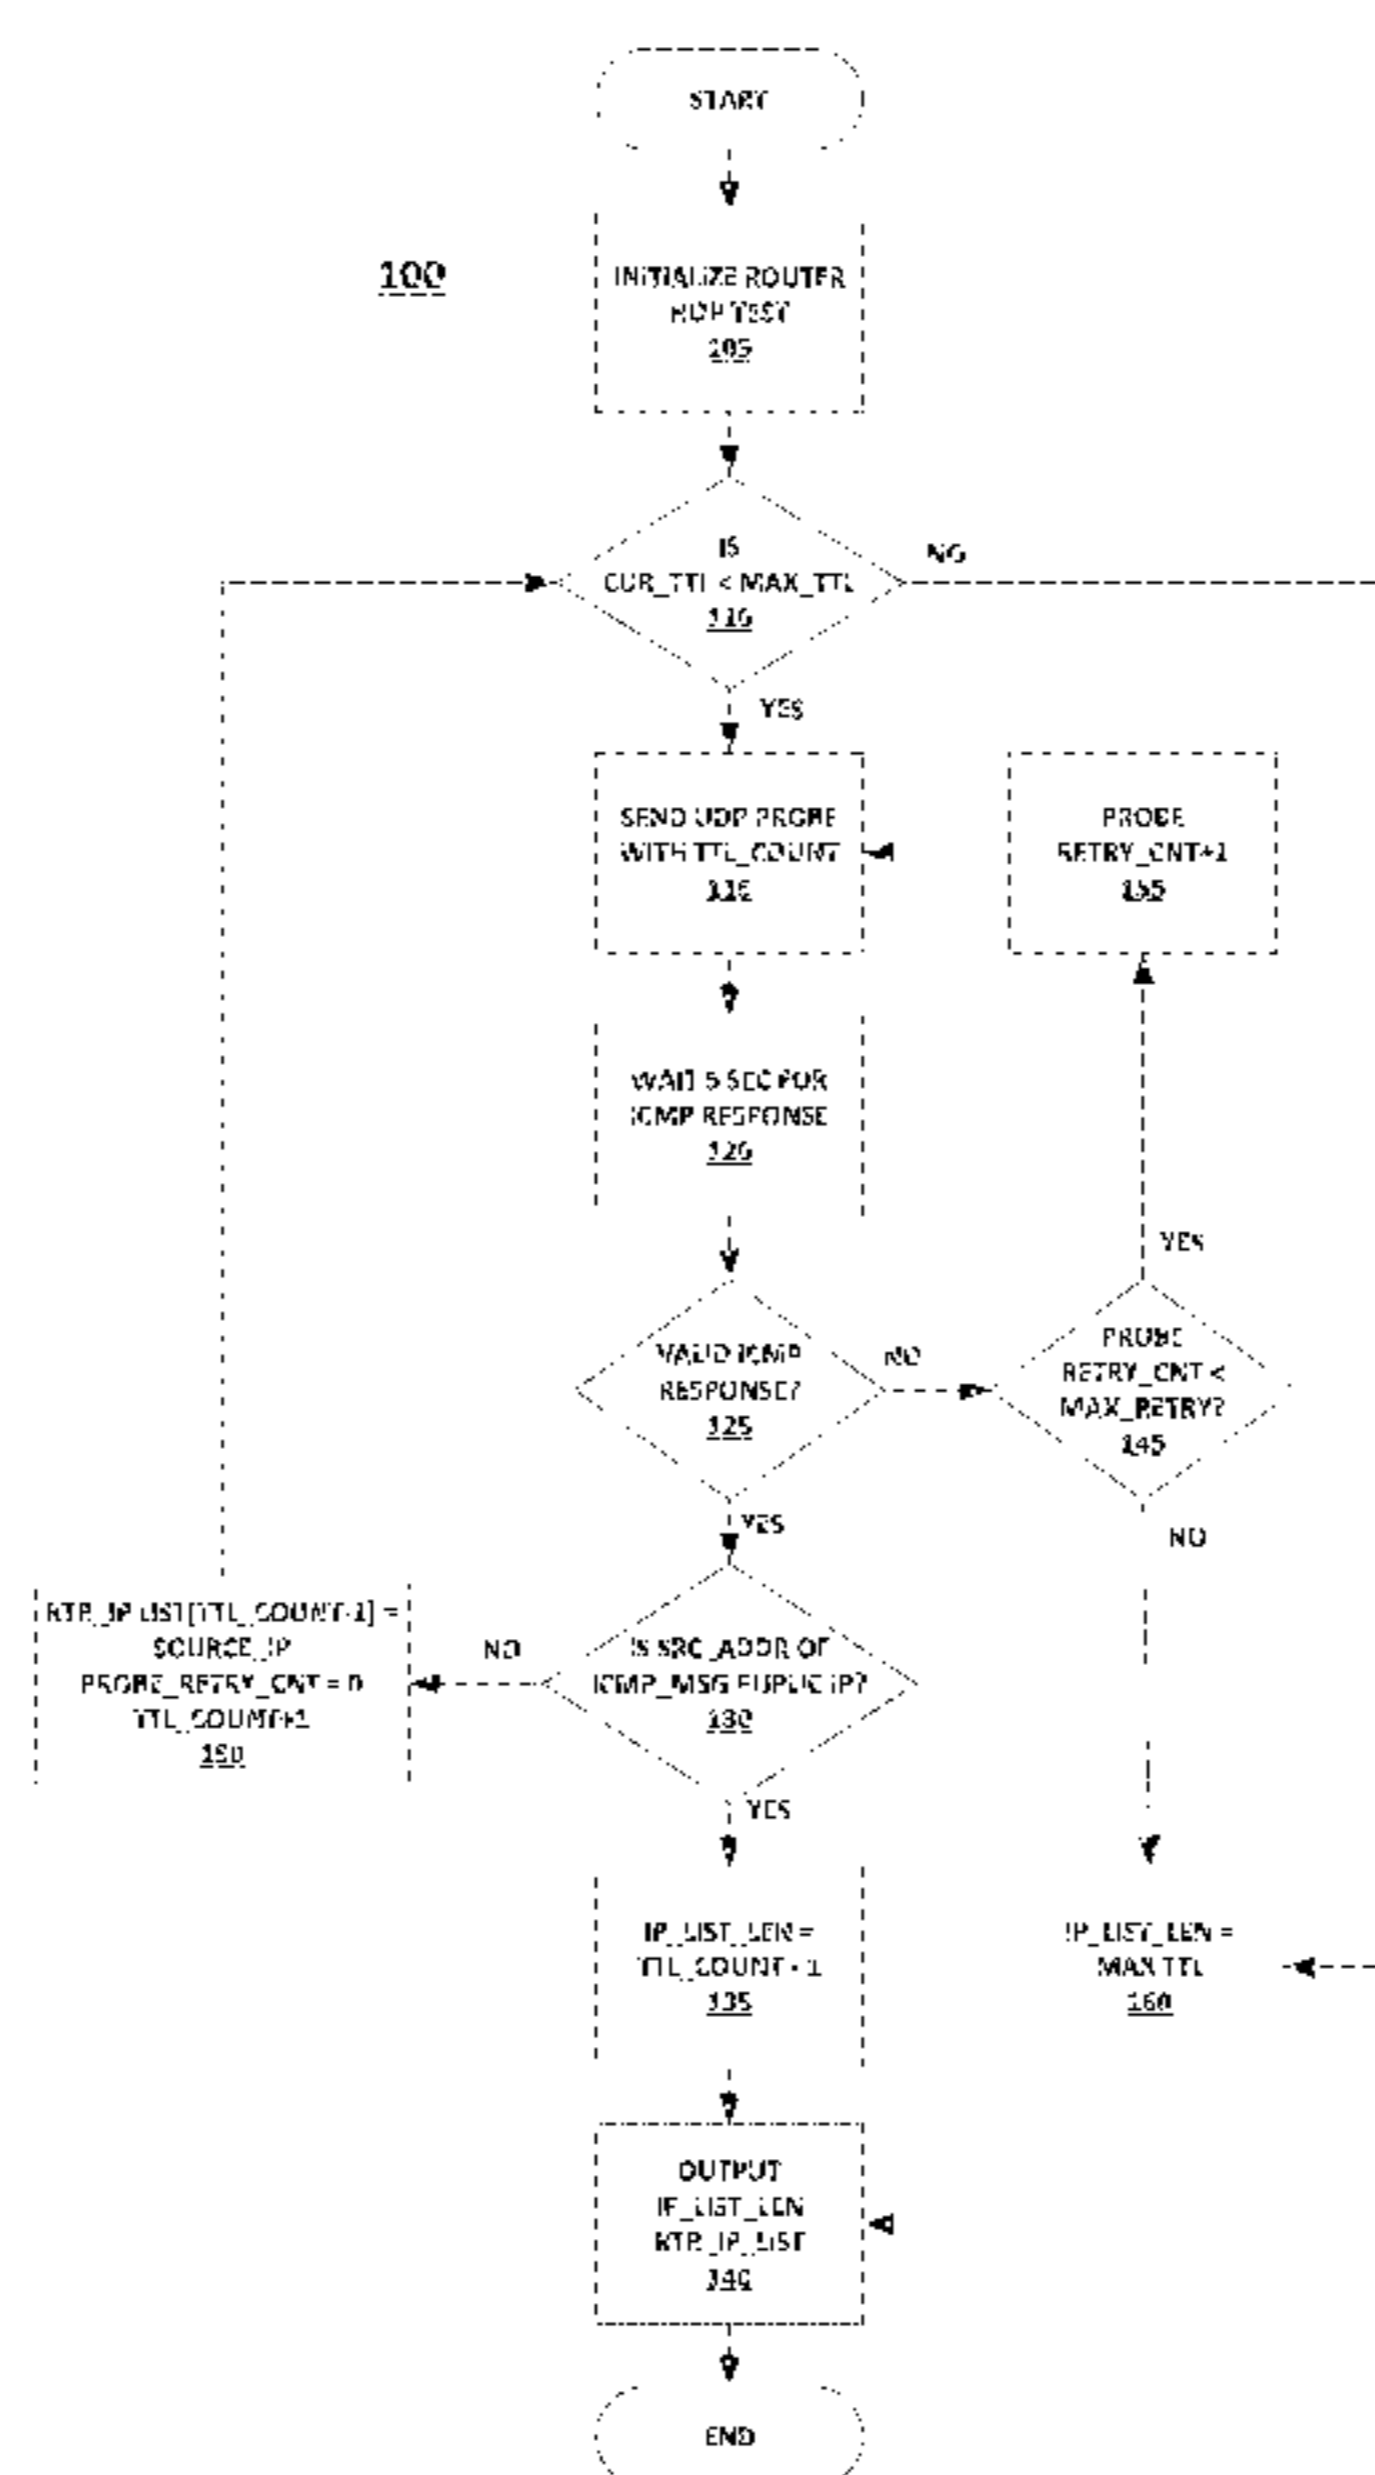 START
100
INITIALIZE ROUTER
HOP TEST
105
IS
CUR_TTL < MAX_TTL
110
NO
YES
SEND UDP PROBE
WITH TTL_COUNT
115
PROBE
RETRY_CNT+1
155
WAIT 5 SEC FOR
ICMP RESPONSE
120
YES
VALID ICMP
RESPONSE?
125
NO
PROBE
RETRY_CNT <
MAX_RETRY?
145
YES
NO
RTR_IP LIST[TTL_COUNT-1] =
SOURCE_IP
PROBE_RETRY_CNT = 0
TTL_COUNT+1
150
NO
IS SRC_ADDR OF
ICMP_MSG PUBLIC IP?
130
YES
IP_LIST_LEN =
TTL_COUNT - 1
135
IP_LIST_LEN =
MAX TTL
160
OUTPUT
IP_LIST_LEN
RTR_IP_LIST
140
END